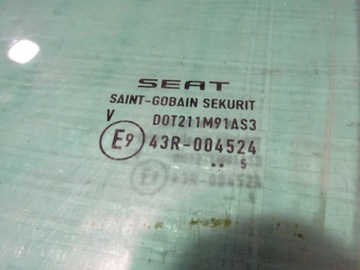 SEAT
SAINT-GOBAIN SEKURIT
V DOT211M91AS3
E9 43R-004524
.. 5